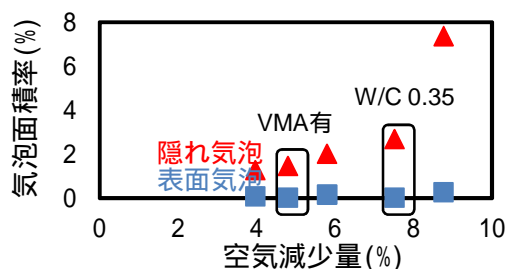 気泡面積率(%)
8
6
4
2
0
W/C 0.35
VMA有
隠れ気泡
表面気泡
0 2 4 6 8 10
空気減少量(%)